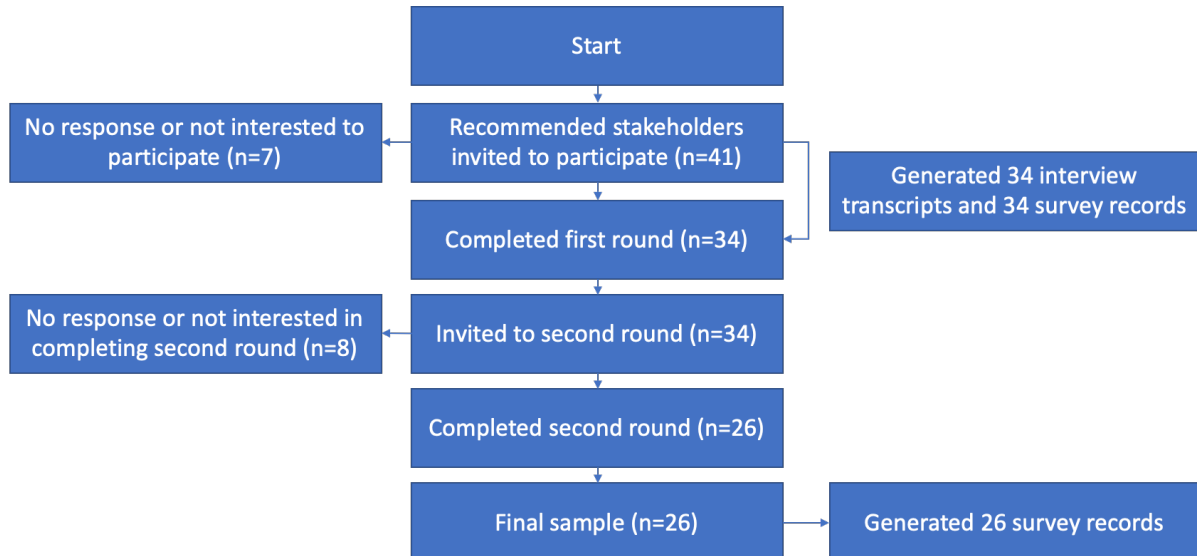 Start
No response or not interested to
participate (n=7)
Recommended stakeholders
invited to participate (n=41)
Generated 34 interview
transcripts and 34 survey records
Completed first round (n=34)
No response or not interested in
completing second round (n=8)
Invited to second round (n=34)
Completed second round (n=26)
Final sample (n=26)
Generated 26 survey records